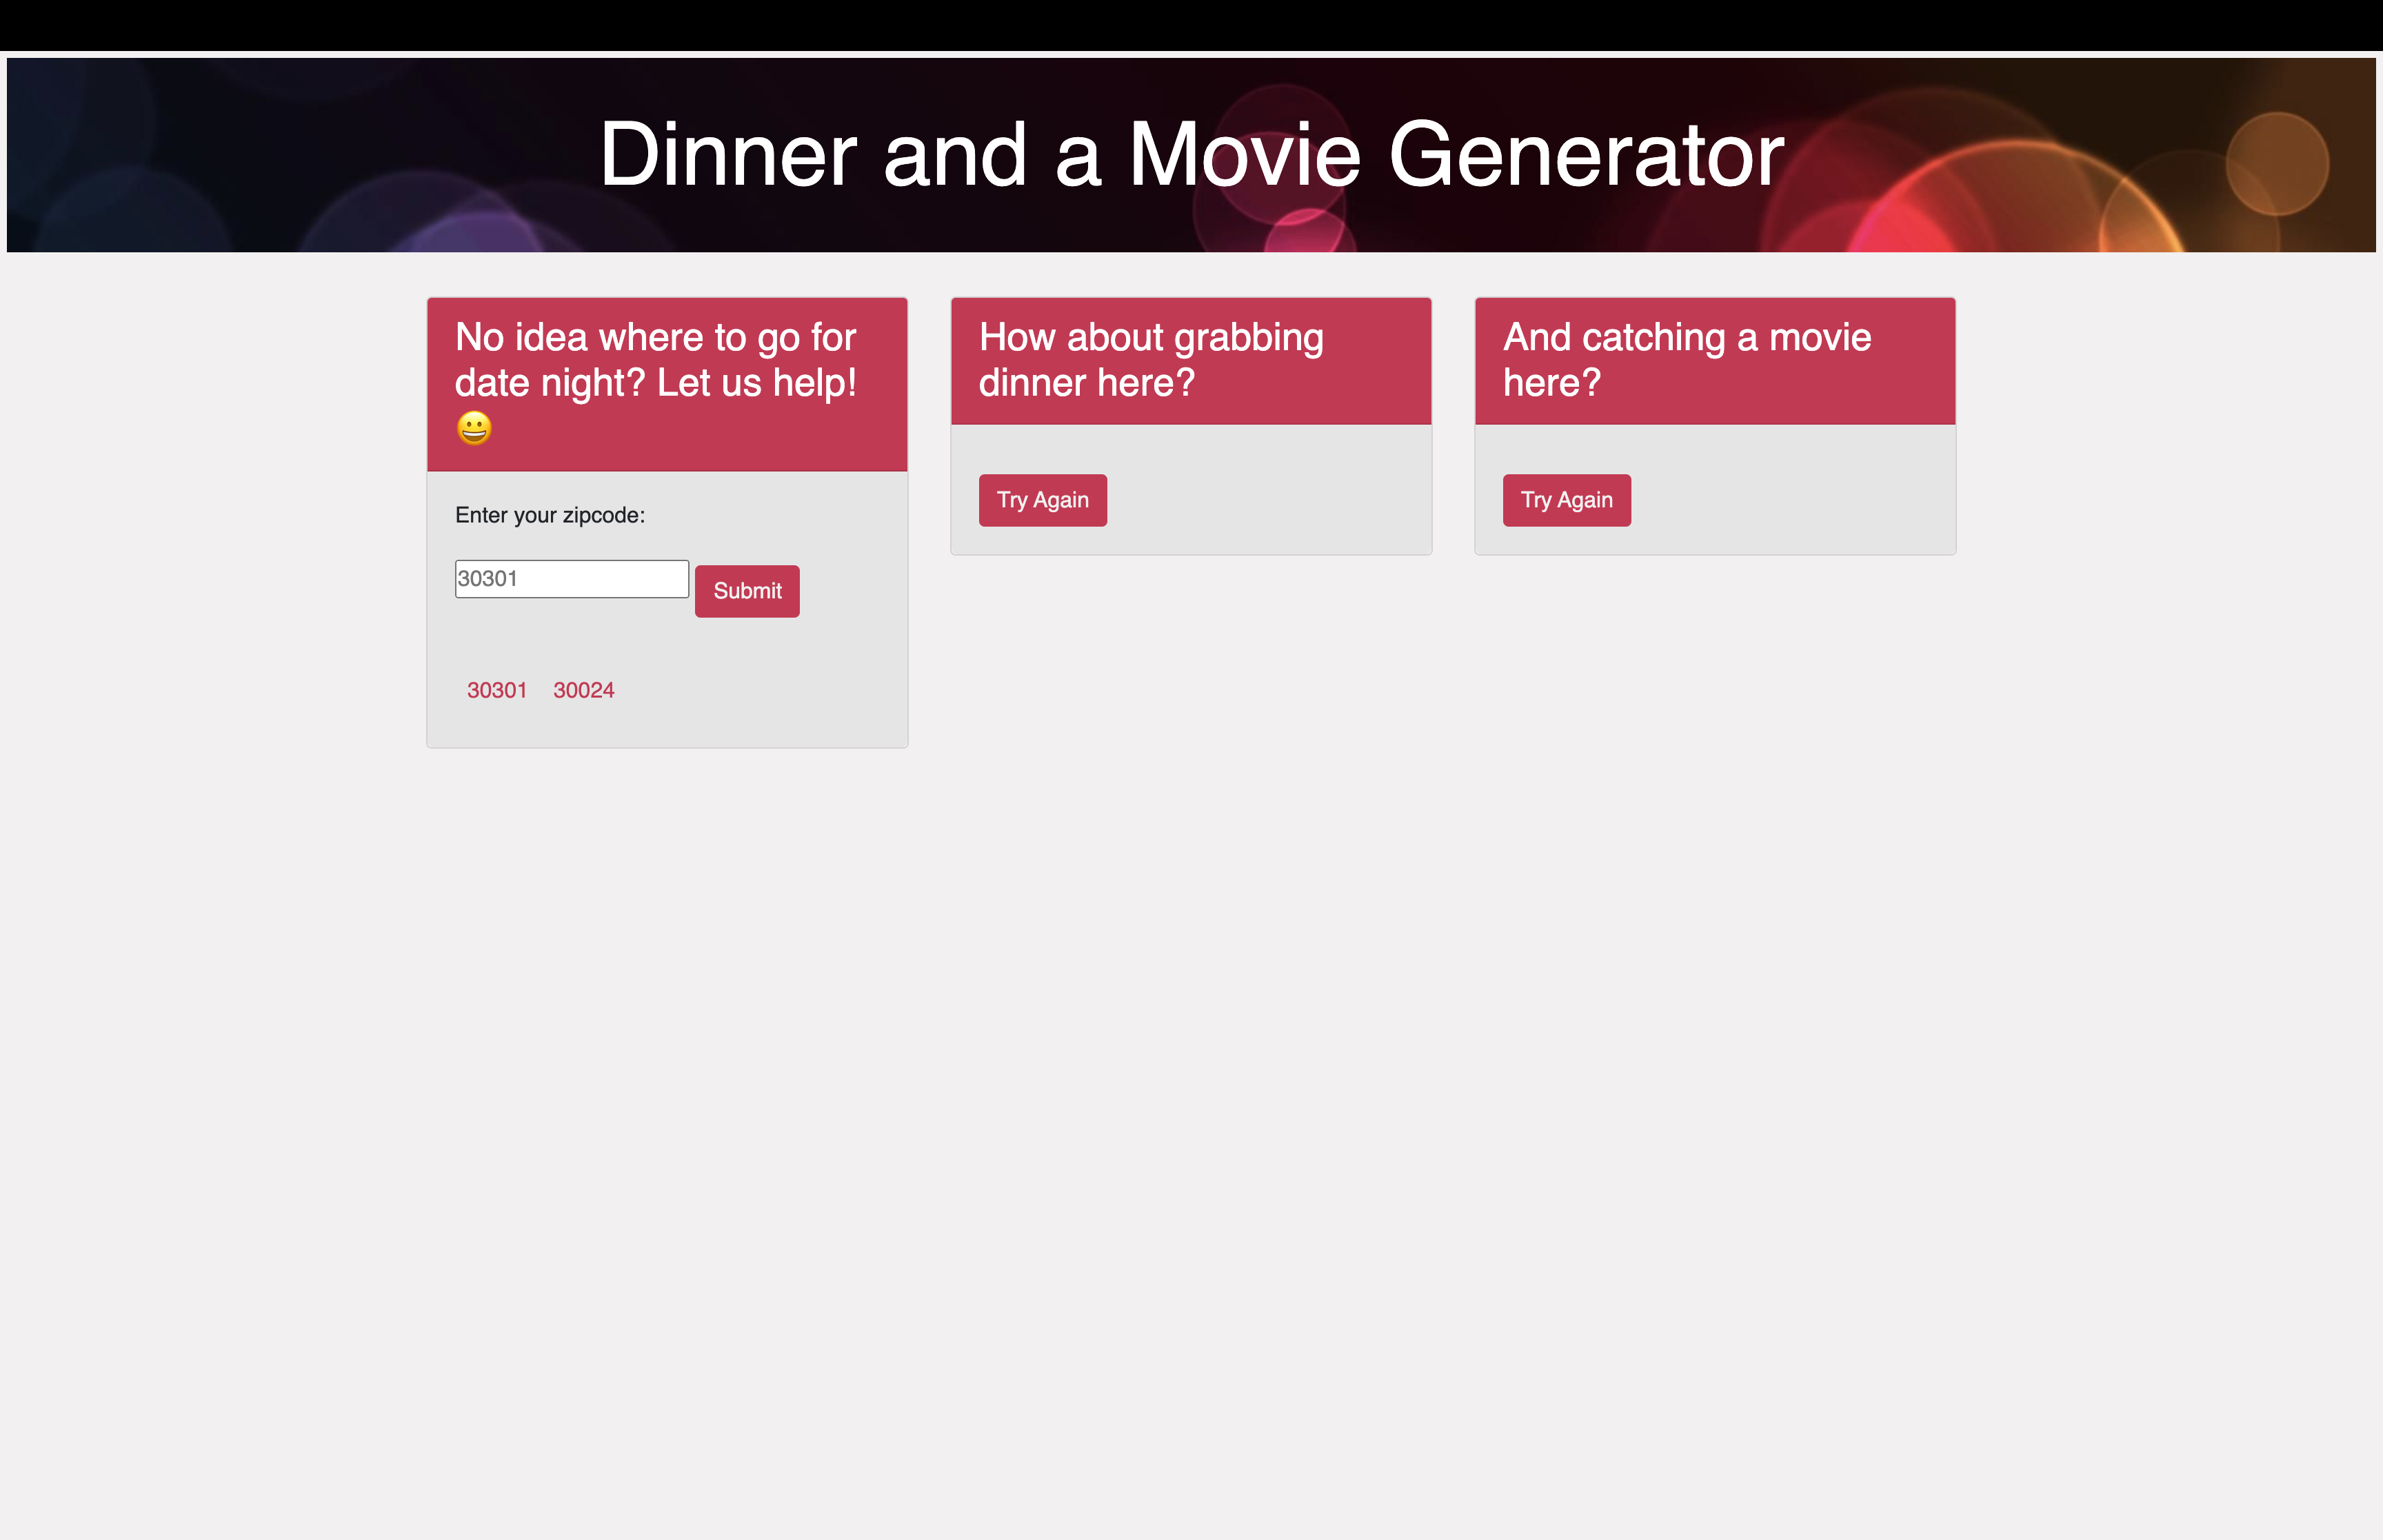 Dinner and a Movie Generator
No idea where to go for
date night? Let us help!
😀
Enter your zipcode:
30301
Submit
30301 30024
How about grabbing
dinner here?
Try Again
And catching a movie
here?
Try Again